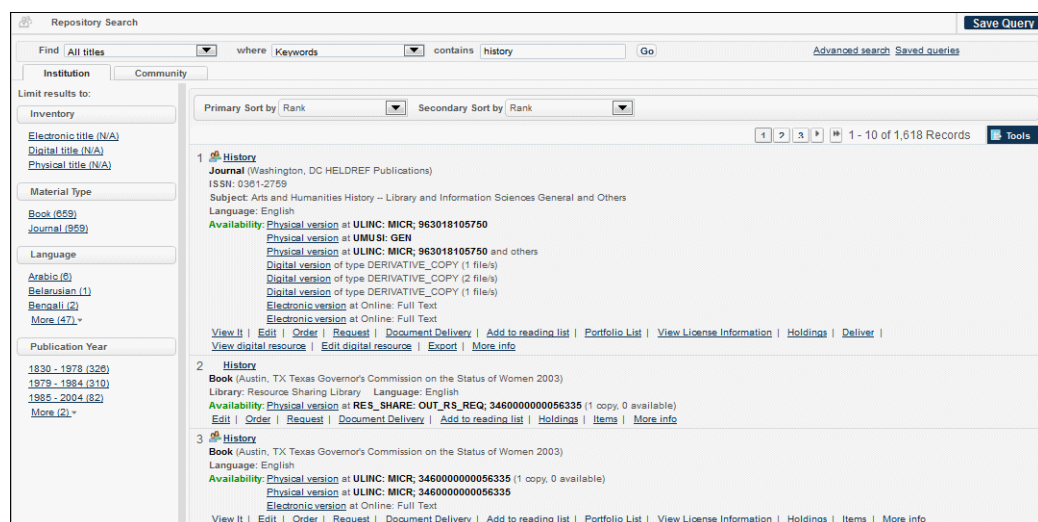 Repository Search
Save Query
Find All titles where Keywords contains history Go Advanced search Saved queries
Institution Community
Limit results to:
Inventory
Electronic title (N/A)
Digital title (N/A)
Physical title (N/A)
Material Type
Book (659)
Journal (959)
Language
Arabic (6)
Belarusian (1)
Bengali (2)
More (47)
Publication Year
1830 - 1978 (326)
1979 - 1984 (310)
1985 - 2004 (82)
More (2)
Primary Sort by Rank Secondary Sort by Rank
1 2 3 1 - 10 of 1,618 Records Tools
1 History
Journal (Washington, DC HELDREF Publications)
ISSN: 0361-2759
Subject: Arts and Humanities History -- Library and Information Sciences General and Others
Language: English
Availability: Physical version at ULINC: MICR; 963018105750
Physical version at UMUSI: GEN
Physical version at ULINC: MICR; 963018105750 and others
Digital version of type DERIVATIVE_COPY (1 file/s)
Digital version of type DERIVATIVE_COPY (2 file/s)
Digital version of type DERIVATIVE_COPY (1 file/s)
Electronic version at Online: Full Text
Electronic version at Online: Full Text
View It | Edit | Order | Request | Document Delivery | Add to reading list | Portfolio List | View License Information | Holdings | Deliver |
View digital resource | Edit digital resource | Export | More info
2 History
Book (Austin, TX Texas Governor's Commission on the Status of Women 2003)
Library: Resource Sharing Library Language: English
Availability: Physical version at RES_SHARE: OUT_RS_REQ; 3460000000056335 (1 copy, 0 available)
Edit | Order | Request | Document Delivery | Add to reading list | Holdings | Items | More info
3 History
Book (Austin, TX Texas Governor's Commission on the Status of Women 2003)
Language: English
Availability: Physical version at ULINC: MICR; 3460000000056335 (1 copy, 0 available)
Physical version at ULINC: MICR; 3460000000056335
Electronic version at Online: Full Text
View It | Edit | Order | Request | Document Delivery | Add to reading list | Portfolio List | View License Information | Holdings | Items | More info